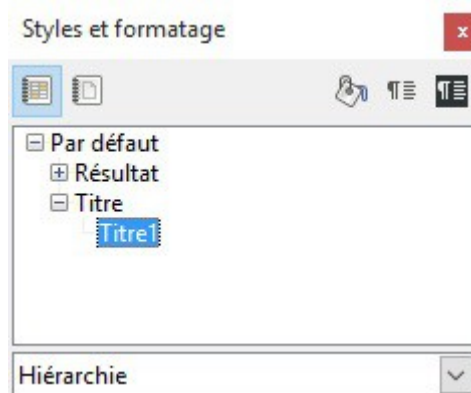 Styles et formatage
x
Par défaut
Résultat
Titre
Titre1
Hiérarchie